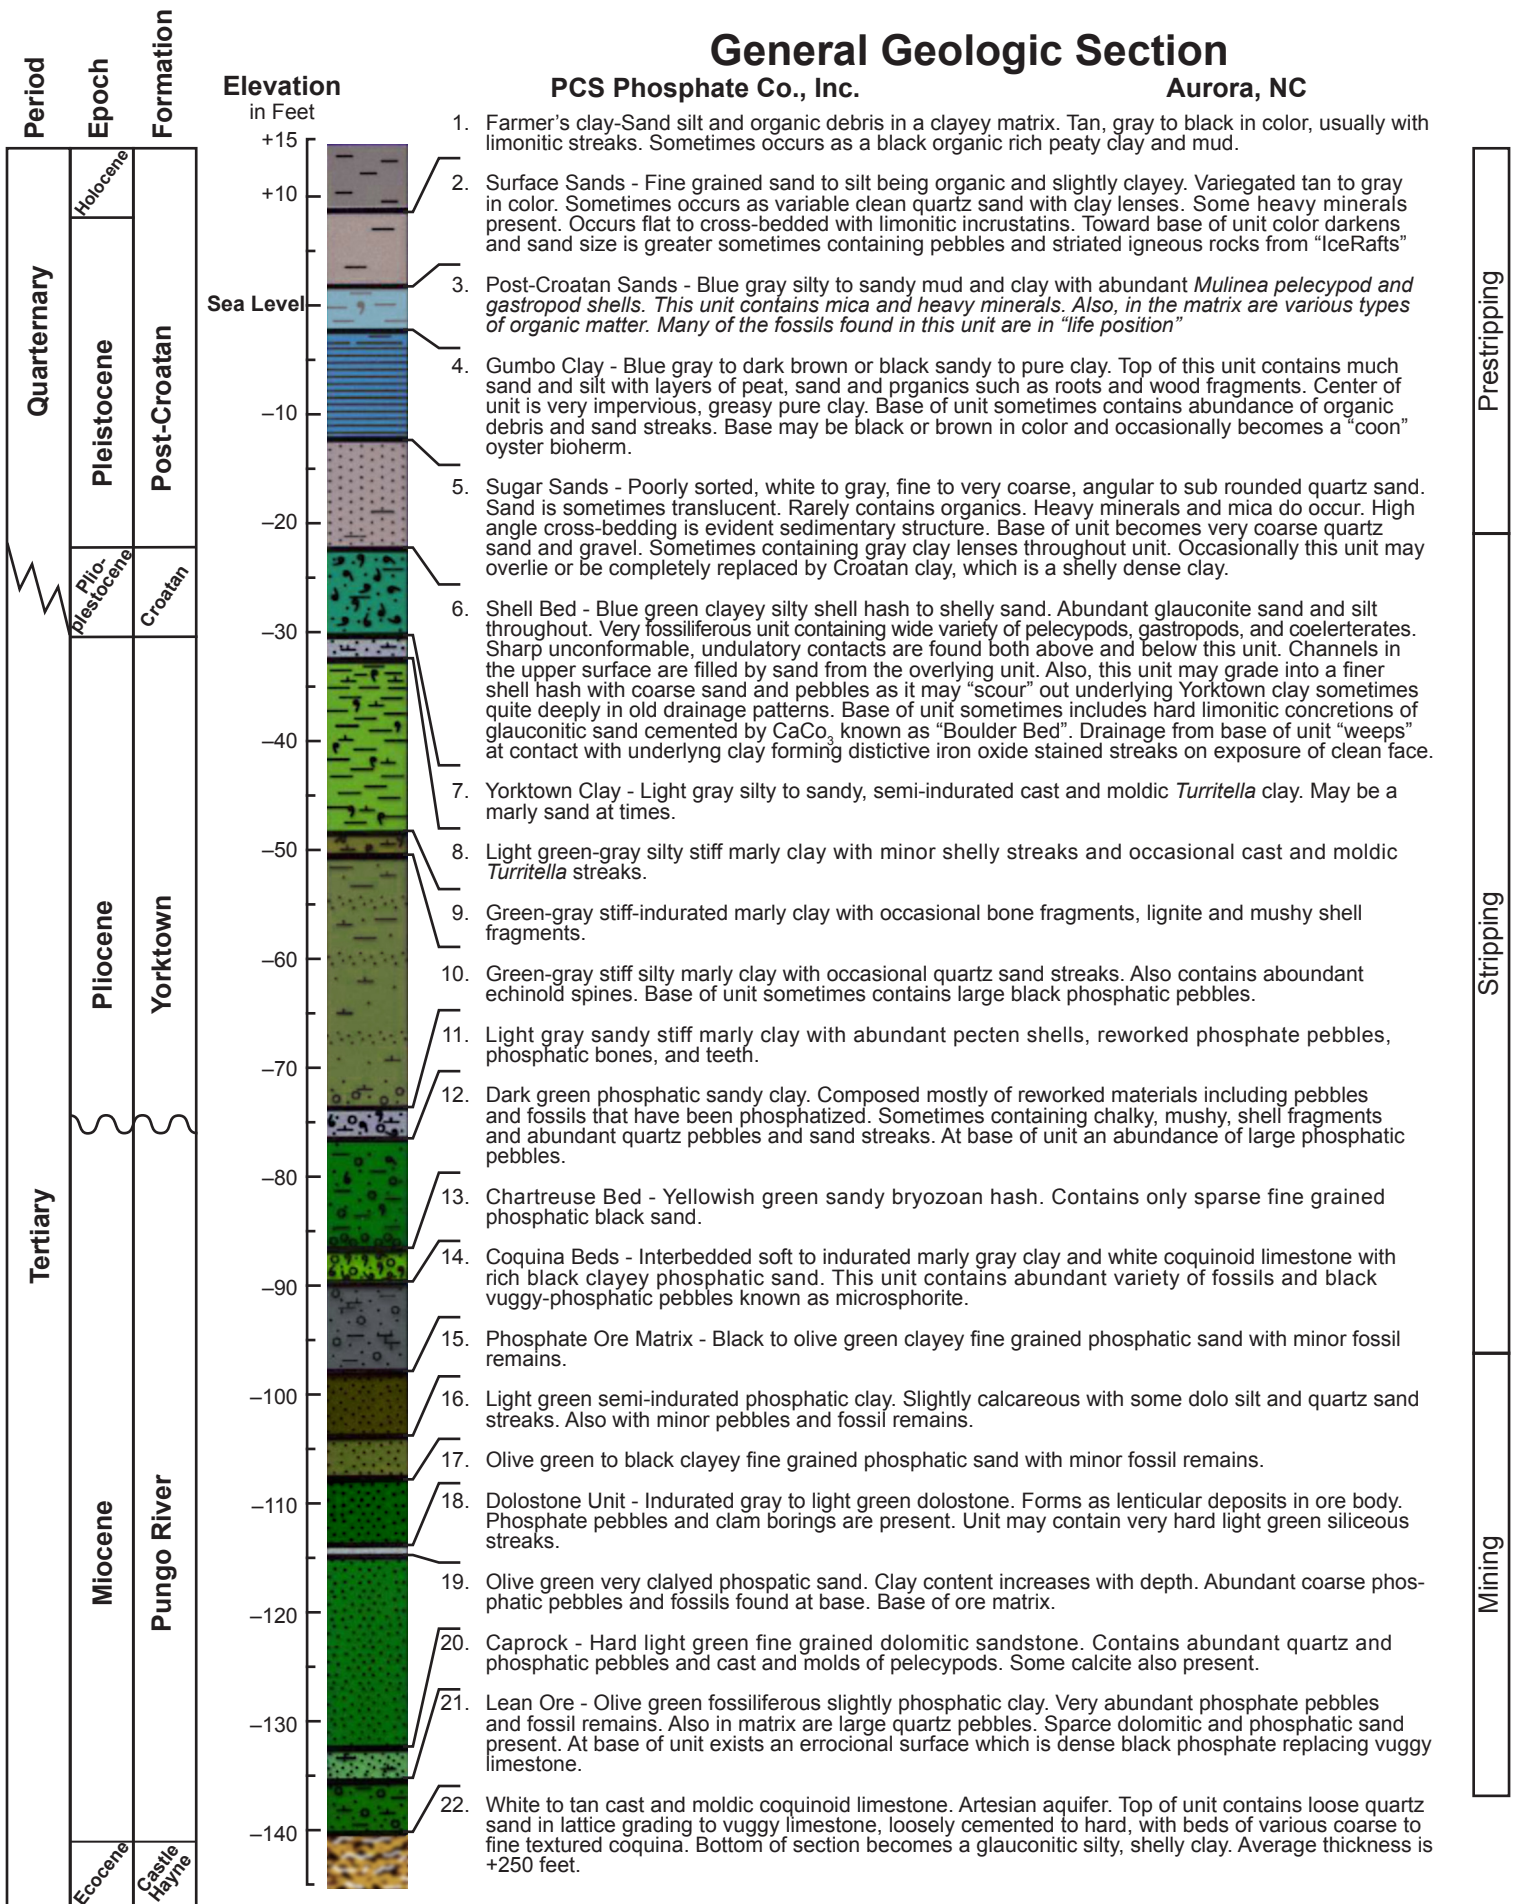 General Geologic Section
PCS Phosphate Co., Inc.
Aurora, NC
Period
Epoch
Formation
Elevation
in Feet
+15
+10
Sea Level
–10
–20
–30
–40
–50
–60
–70
–80
–90
–100
–110
–120
–130
–140
Quarternary
Tertiary
Holocene
Pleistocene
Plio-
plestocene
Pliocene
Miocene
Ecocene
Post-Croatan
Croatan
Yorktown
Pungo River
Castle
Hayne
1. Farmer’s clay-Sand silt and organic debris in a clayey matrix. Tan, gray to black in color, usually with
limonitic streaks. Sometimes occurs as a black organic rich peaty clay and mud.
2. Surface Sands - Fine grained sand to silt being organic and slightly clayey. Variegated tan to gray
in color. Sometimes occurs as variable clean quartz sand with clay lenses. Some heavy minerals
present. Occurs flat to cross-bedded with limonitic incrustatins. Toward base of unit color darkens
and sand size is greater sometimes containing pebbles and striated igneous rocks from “IceRafts”
3. Post-Croatan Sands - Blue gray silty to sandy mud and clay with abundant Mulinea pelecypod and
gastropod shells. This unit contains mica and heavy minerals. Also, in the matrix are various types
of organic matter. Many of the fossils found in this unit are in “life position”
4. Gumbo Clay - Blue gray to dark brown or black sandy to pure clay. Top of this unit contains much
sand and silt with layers of peat, sand and prganics such as roots and wood fragments. Center of
unit is very impervious, greasy pure clay. Base of unit sometimes contains abundance of organic
debris and sand streaks. Base may be black or brown in color and occasionally becomes a “coon”
oyster bioherm.
5. Sugar Sands - Poorly sorted, white to gray, fine to very coarse, angular to sub rounded quartz sand.
Sand is sometimes translucent. Rarely contains organics. Heavy minerals and mica do occur. High
angle cross-bedding is evident sedimentary structure. Base of unit becomes very coarse quartz
sand and gravel. Sometimes containing gray clay lenses throughout unit. Occasionally this unit may
overlie or be completely replaced by Croatan clay, which is a shelly dense clay.
6. Shell Bed - Blue green clayey silty shell hash to shelly sand. Abundant glauconite sand and silt
throughout. Very fossiliferous unit containing wide variety of pelecypods, gastropods, and coelerterates.
Sharp unconformable, undulatory contacts are found both above and below this unit. Channels in
the upper surface are filled by sand from the overlying unit. Also, this unit may grade into a finer
shell hash with coarse sand and pebbles as it may “scour” out underlying Yorktown clay sometimes
quite deeply in old drainage patterns. Base of unit sometimes includes hard limonitic concretions of
glauconitic sand cemented by CaCo3 known as “Boulder Bed”. Drainage from base of unit “weeps”
at contact with underlyng clay forming distictive iron oxide stained streaks on exposure of clean face.
7. Yorktown Clay - Light gray silty to sandy, semi-indurated cast and moldic Turritella clay. May be a
marly sand at times.
8. Light green-gray silty stiff marly clay with minor shelly streaks and occasional cast and moldic
Turritella streaks.
9. Green-gray stiff-indurated marly clay with occasional bone fragments, lignite and mushy shell
fragments.
10. Green-gray stiff silty marly clay with occasional quartz sand streaks. Also contains aboundant
echinold spines. Base of unit sometimes contains large black phosphatic pebbles.
11. Light gray sandy stiff marly clay with abundant pecten shells, reworked phosphate pebbles,
phosphatic bones, and teeth.
12. Dark green phosphatic sandy clay. Composed mostly of reworked materials including pebbles
and fossils that have been phosphatized. Sometimes containing chalky, mushy, shell fragments
and abundant quartz pebbles and sand streaks. At base of unit an abundance of large phosphatic
pebbles.
13. Chartreuse Bed - Yellowish green sandy bryozoan hash. Contains only sparse fine grained
phosphatic black sand.
14. Coquina Beds - Interbedded soft to indurated marly gray clay and white coquinoid limestone with
rich black clayey phosphatic sand. This unit contains abundant variety of fossils and black
vuggy-phosphatic pebbles known as microsphorite.
15. Phosphate Ore Matrix - Black to olive green clayey fine grained phosphatic sand with minor fossil
remains.
16. Light green semi-indurated phosphatic clay. Slightly calcareous with some dolo silt and quartz sand
streaks. Also with minor pebbles and fossil remains.
17. Olive green to black clayey fine grained phosphatic sand with minor fossil remains.
18. Dolostone Unit - Indurated gray to light green dolostone. Forms as lenticular deposits in ore body.
Phosphate pebbles and clam borings are present. Unit may contain very hard light green siliceous
streaks.
19. Olive green very clalyed phospatic sand. Clay content increases with depth. Abundant coarse phos-
phatic pebbles and fossils found at base. Base of ore matrix.
20. Caprock - Hard light green fine grained dolomitic sandstone. Contains abundant quartz and
phosphatic pebbles and cast and molds of pelecypods. Some calcite also present.
21. Lean Ore - Olive green fossiliferous slightly phosphatic clay. Very abundant phosphate pebbles
and fossil remains. Also in matrix are large quartz pebbles. Sparce dolomitic and phosphatic sand
present. At base of unit exists an errocional surface which is dense black phosphate replacing vuggy
limestone.
22. White to tan cast and moldic coquinoid limestone. Artesian aquifer. Top of unit contains loose quartz
sand in lattice grading to vuggy limestone, loosely cemented to hard, with beds of various coarse to
fine textured coquina. Bottom of section becomes a glauconitic silty, shelly clay. Average thickness is
+250 feet.
Prestripping
Stripping
Mining